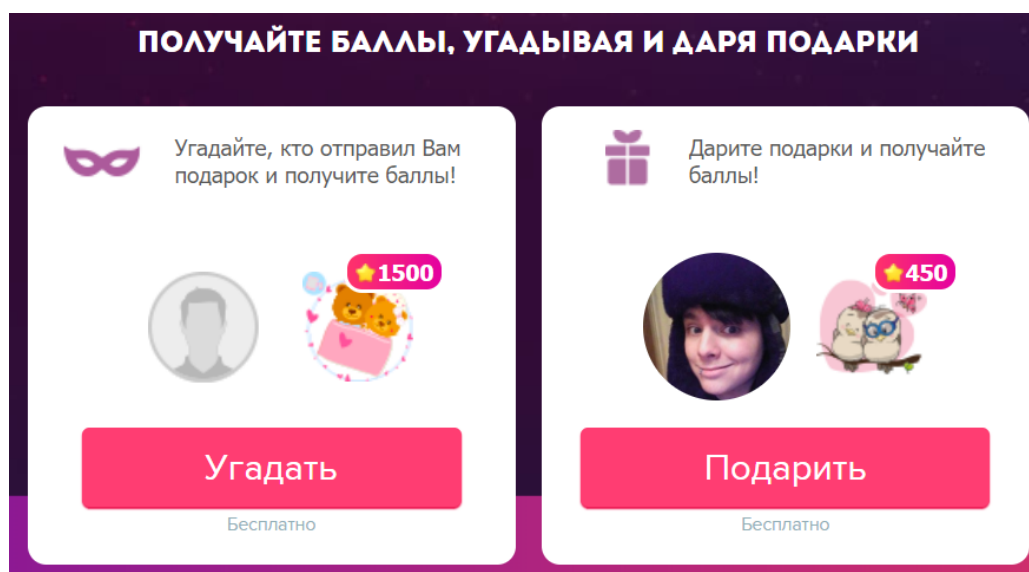 ПОЛУЧАЙТЕ БАЛЛЫ, УГАДЫВАЯ И ДАРЯ ПОДАРКИ
Угадайте, кто отправил Вам
подарок и получите баллы!
1500
Угадать
Бесплатно
Дарите подарки и получайте
баллы!
450
Подарить
Бесплатно